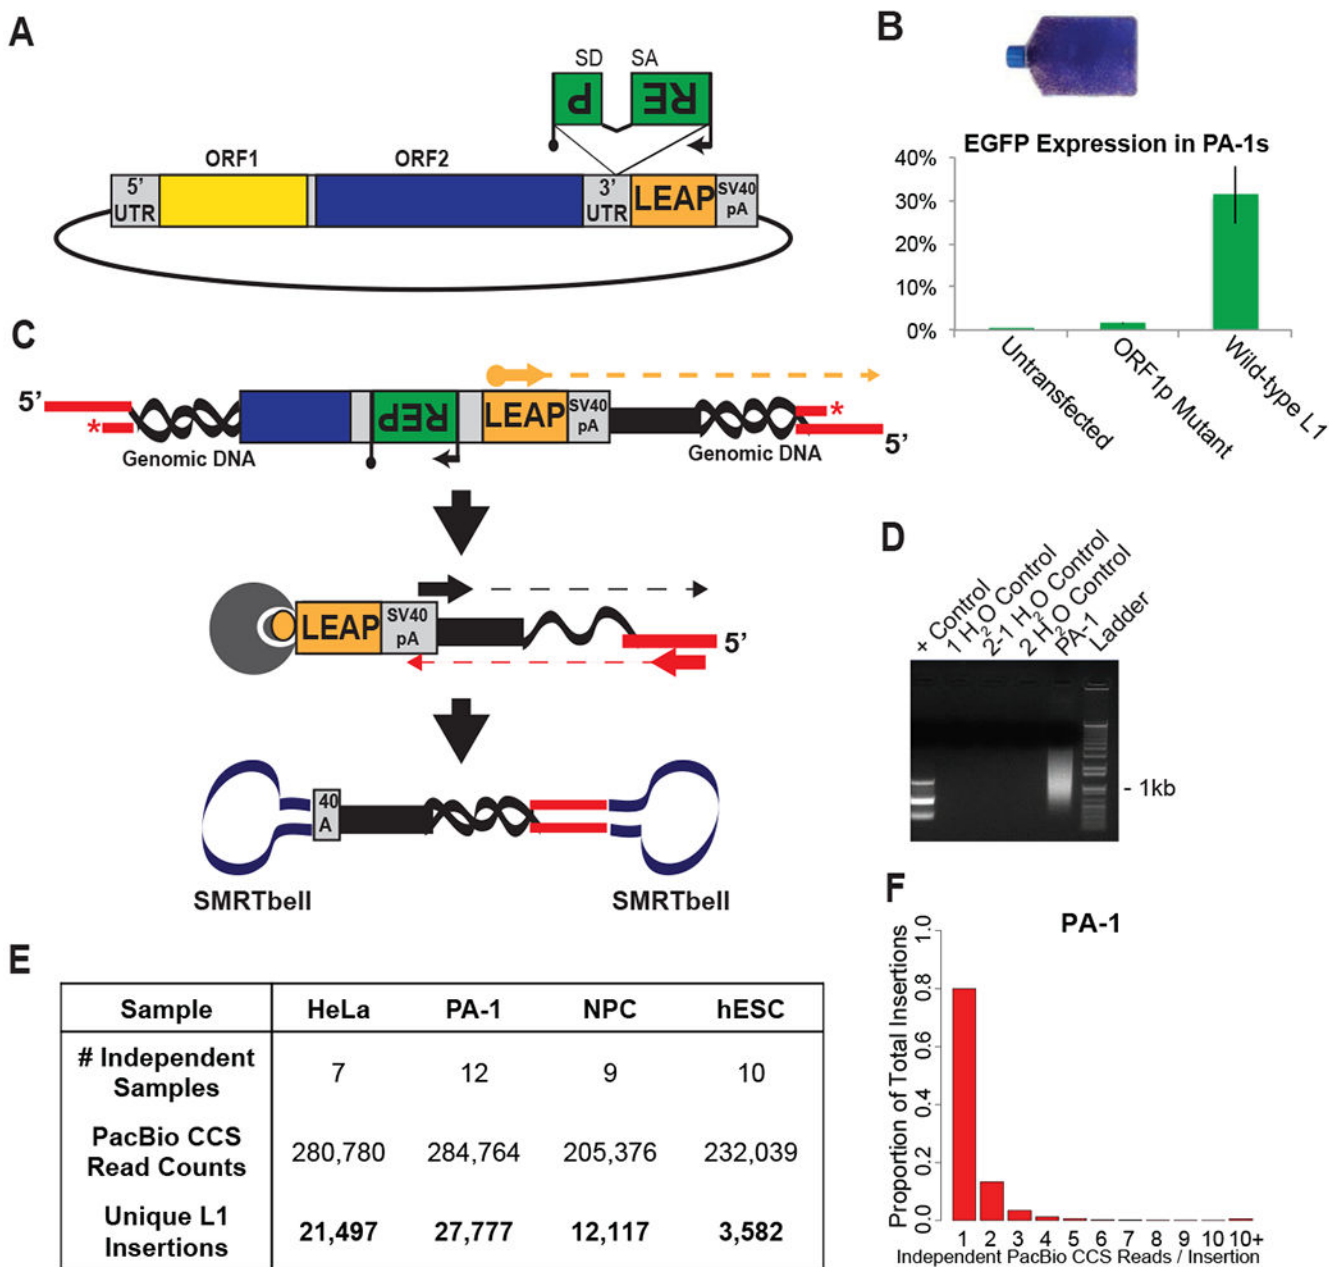 A
SD SA
P RE
ORF1 ORF2
5' UTR
3' UTR
LEAP
SV40 pA
B
EGFP Expression in PA-1s
40%
30%
20%
10%
0%
Untransfected
ORF1p Mutant
Wild-type L1
C
5'
*
Genomic DNA
REP
LEAP
SV40 pA
Genomic DNA
*
5'
LEAP
SV40 pA
5'
40 A
SMRTbell SMRTbell
D
+ Control
1 H2O Control
2-1 H2O Control
2 H2O Control
PA-1
Ladder
- 1kb
E
Sample HeLa PA-1 NPC hESC
# Independent Samples 7 12 9 10
PacBio CCS Read Counts 280,780 284,764 205,376 232,039
Unique L1 Insertions 21,497 27,777 12,117 3,582
F
PA-1
Proportion of Total Insertions
1.0
0.8
0.6
0.4
0.2
0.0
1 2 3 4 5 6 7 8 9 10 10+
Independent PacBio CCS Reads / Insertion